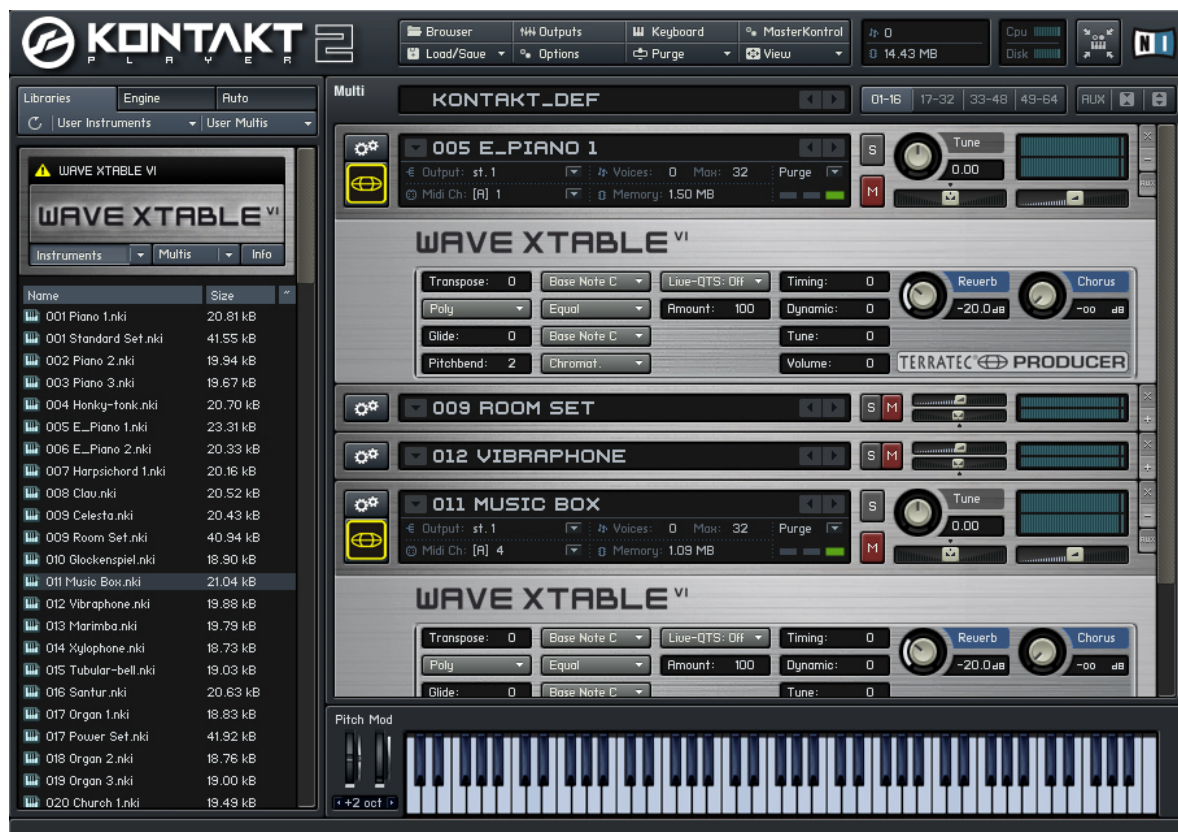 KONTAKT 2
PLAYER
Browser Outputs Keyboard MasterKontrol
Load/Save Options Purge View
0
14.43 MB
Cpu
Disk
NI
Libraries Engine Auto
User Instruments User Multis
WAVE XTABLE VI
WAVE XTABLE VI
Instruments Multis Info
Name Size
001 Piano 1.nki 20.81 kB
001 Standard Set.nki 41.55 kB
002 Piano 2.nki 19.94 kB
003 Piano 3.nki 19.67 kB
004 Honky-tonk.nki 20.70 kB
005 E_Piano 1.nki 23.31 kB
006 E_Piano 2.nki 20.33 kB
007 Harpsichord 1.nki 20.16 kB
008 Clav.nki 20.52 kB
009 Celesta.nki 20.43 kB
009 Room Set.nki 40.94 kB
010 Glockenspiel.nki 18.90 kB
011 Music Box.nki 21.04 kB
012 Vibraphone.nki 19.88 kB
013 Marimba.nki 19.79 kB
014 Xylophone.nki 18.73 kB
015 Tubular-bell.nki 19.03 kB
016 Santur.nki 20.63 kB
017 Organ 1.nki 18.83 kB
017 Power Set.nki 41.92 kB
018 Organ 2.nki 18.76 kB
019 Organ 3.nki 19.00 kB
020 Church 1.nki 19.49 kB
Multi KONTAKT_DEF 01-16 17-32 33-48 49-64 AUX
005 E_PIANO 1 S Tune
Output: st. 1 Voices: 0 Max: 32 Purge 0.00
Midi Ch: [A] 1 Memory: 1.50 MB M AUX
WAVE XTABLE VI
Transpose: 0 Base Note C Live-QTS: Off Timing: 0 Reverb Chorus
Poly Equal Amount: 100 Dynamic: 0 -20.0 dB -oo dB
Glide: 0 Base Note C Tune: 0
Pitchbend: 2 Chromat. Volume: 0 TERRATEC PRODUCER
009 ROOM SET S M
012 VIBRAPHONE S M
011 MUSIC BOX S Tune
Output: st. 1 Voices: 0 Max: 32 Purge 0.00
Midi Ch: [A] 4 Memory: 1.09 MB M AUX
WAVE XTABLE VI
Transpose: 0 Base Note C Live-QTS: Off Timing: 0 Reverb Chorus
Poly Equal Amount: 100 Dynamic: 0 -20.0 dB -oo dB
Glide: 0 Base Note C Tune: 0
Pitch Mod
+2 oct